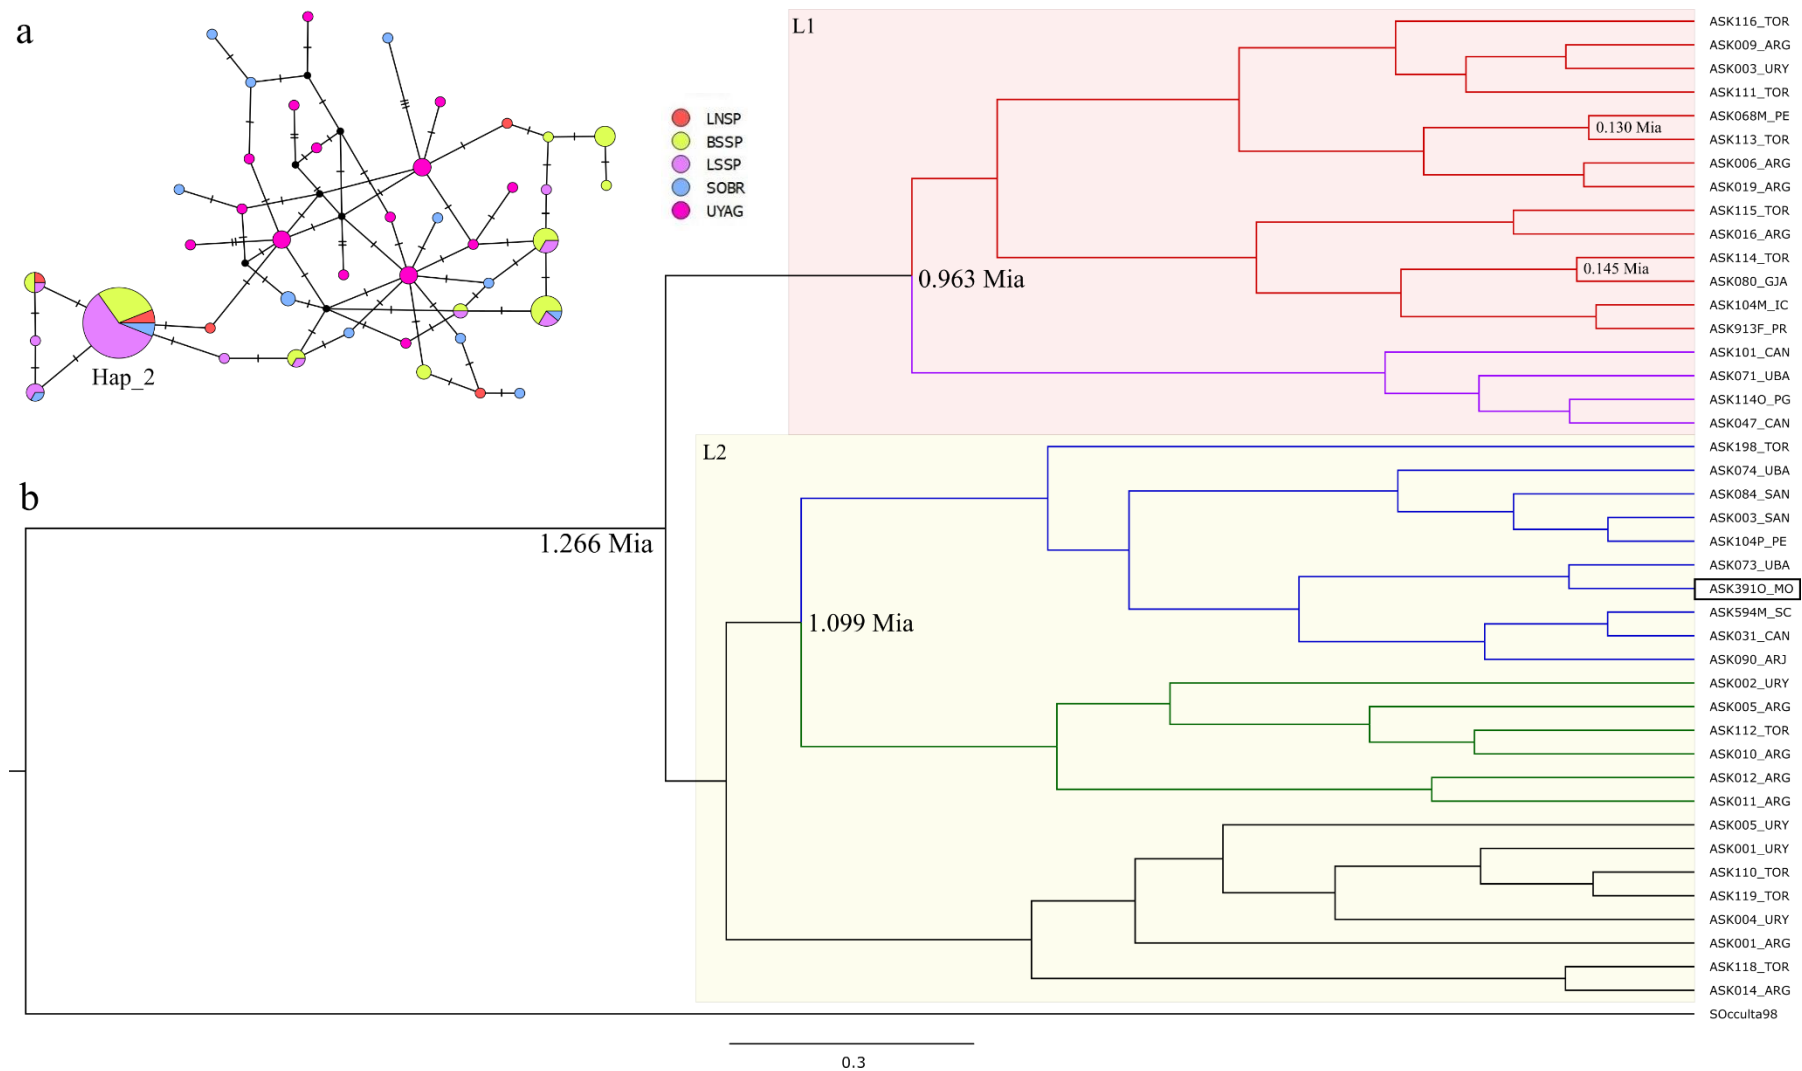 a
LNSP
BSSP
LSSP
SOBR
UYAG
Hap_2
b
L1
L2
1.266 Mia
0.963 Mia
1.099 Mia
0.130 Mia
0.145 Mia
ASK116_TOR
ASK009_ARG
ASK003_URY
ASK111_TOR
ASK068M_PE
ASK113_TOR
ASK006_ARG
ASK019_ARG
ASK115_TOR
ASK016_ARG
ASK114_TOR
ASK080_GJA
ASK104M_IC
ASK913F_PR
ASK101_CAN
ASK071_UBA
ASK114O_PG
ASK047_CAN
ASK198_TOR
ASK074_UBA
ASK084_SAN
ASK003_SAN
ASK104P_PE
ASK073_UBA
ASK391O_MO
ASK594M_SC
ASK031_CAN
ASK090_ARJ
ASK002_URY
ASK005_ARG
ASK112_TOR
ASK010_ARG
ASK012_ARG
ASK011_ARG
ASK005_URY
ASK001_URY
ASK110_TOR
ASK119_TOR
ASK004_URY
ASK001_ARG
ASK118_TOR
ASK014_ARG
SOcculta98
0.3